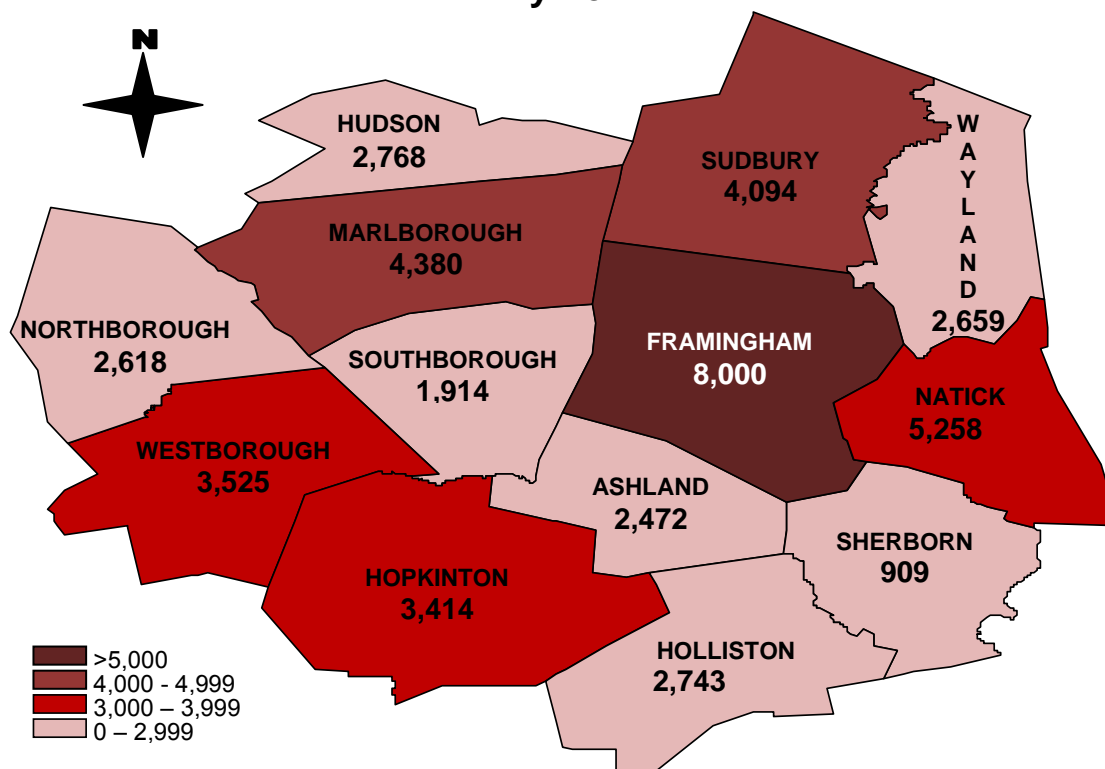 N
HUDSON
2,768
SUDBURY
4,094
WAYLAND
2,659
MARLBOROUGH
4,380
NORTHBOROUGH
2,618
SOUTHBOROUGH
1,914
FRAMINGHAM
8,000
NATICK
5,258
WESTBOROUGH
3,525
ASHLAND
2,472
SHERBORN
909
HOPKINTON
3,414
HOLLISTON
2,743
>5,000
4,000 - 4,999
3,000 – 3,999
0 – 2,999